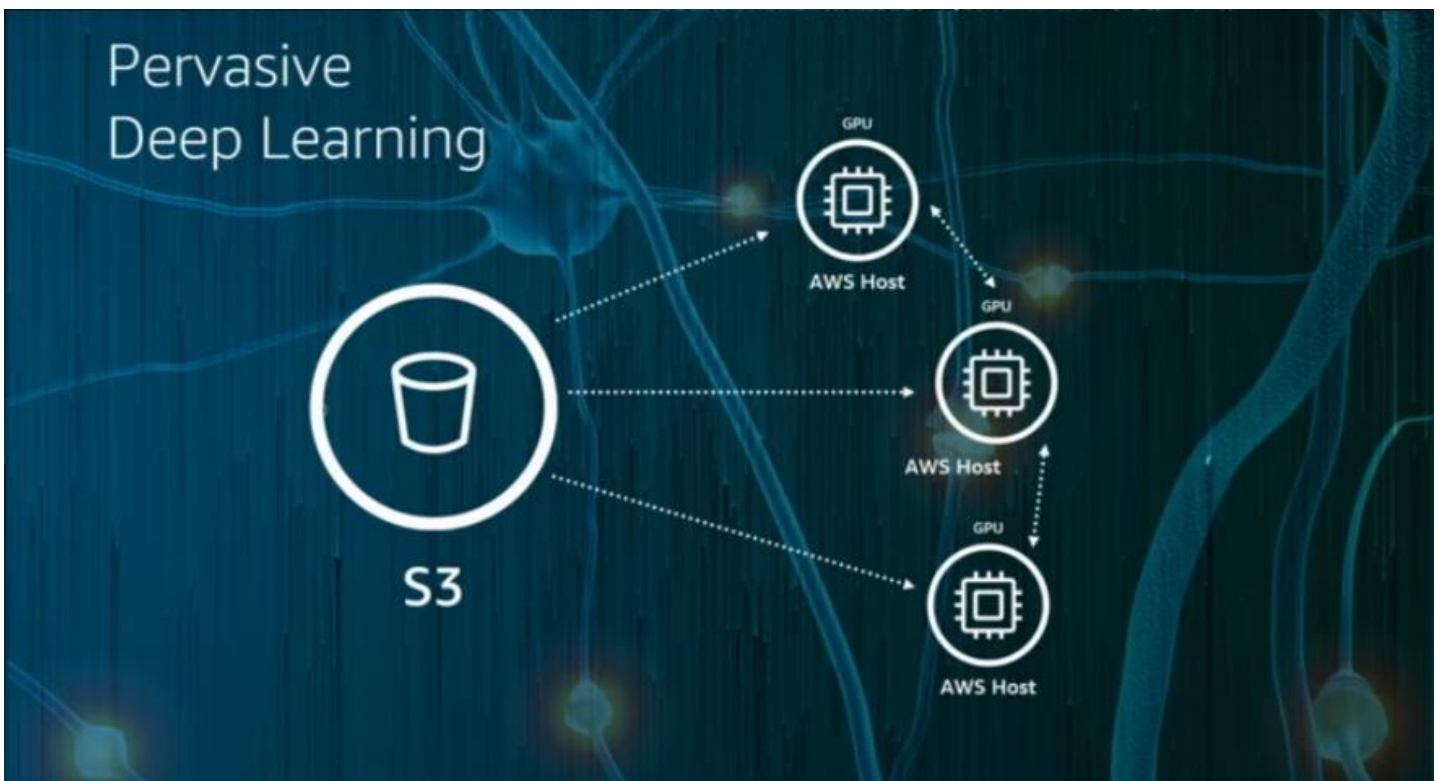 Pervasive
Deep Learning
GPU
AWS Host
GPU
AWS Host
GPU
AWS Host
S3